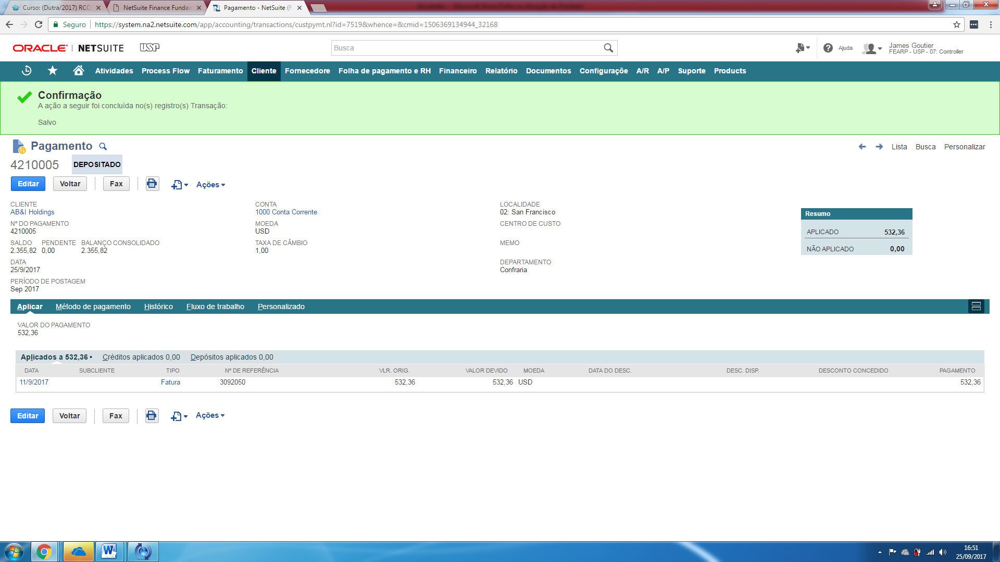 Curso: (Dutra/2017) RCC
NetSuite Finance Fundan
Pagamento - NetSuite (F
Seguro
https://system.na2.netsuite.com/app/accounting/transactions/custpymt.nl?id=7519&whence=&cmid=1506369134944_32168
ORACLE NETSUITE USP
Busca
Ajuda
James Goutier
FEARP - USP - 07: Controller
Atividades Process Flow Faturamento Cliente Fornecedore Folha de pagamento e RH Financeiro Relatório Documentos Configuraçõe A/R A/P Suporte Products
Confirmação
A ação a seguir foi concluída no(s) registro(s) Transação:
Salvo
Pagamento
Lista Busca Personalizar
4210005 DEPOSITADO
Editar Voltar Fax Ações
CLIENTE
AB&I Holdings
Nº DO PAGAMENTO
4210005
SALDO PENDENTE BALANÇO CONSOLIDADO
2.355,82 0,00 2.355,82
DATA
25/9/2017
PERÍODO DE POSTAGEM
Sep 2017
CONTA
1000 Conta Corrente
MOEDA
USD
TAXA DE CÂMBIO
1,00
LOCALIDADE
02: San Francisco
CENTRO DE CUSTO
MEMO
DEPARTAMENTO
Confraria
Resumo
APLICADO 532,36
NÃO APLICADO 0,00
Aplicar Método de pagamento Histórico Fluxo de trabalho Personalizado
VALOR DO PAGAMENTO
532,36
Aplicados a 532,36 • Créditos aplicados 0,00 Depósitos aplicados 0,00
DATA SUBCLIENTE TIPO Nº DE REFERÊNCIA VLR. ORIG. VALOR DEVIDO MOEDA DATA DO DESC. DESC. DISP. DESCONTO CONCEDIDO PAGAMENTO
11/9/2017 Fatura 3092050 532,36 532,36 USD 532,36
Editar Voltar Fax Ações
16:51
25/09/2017